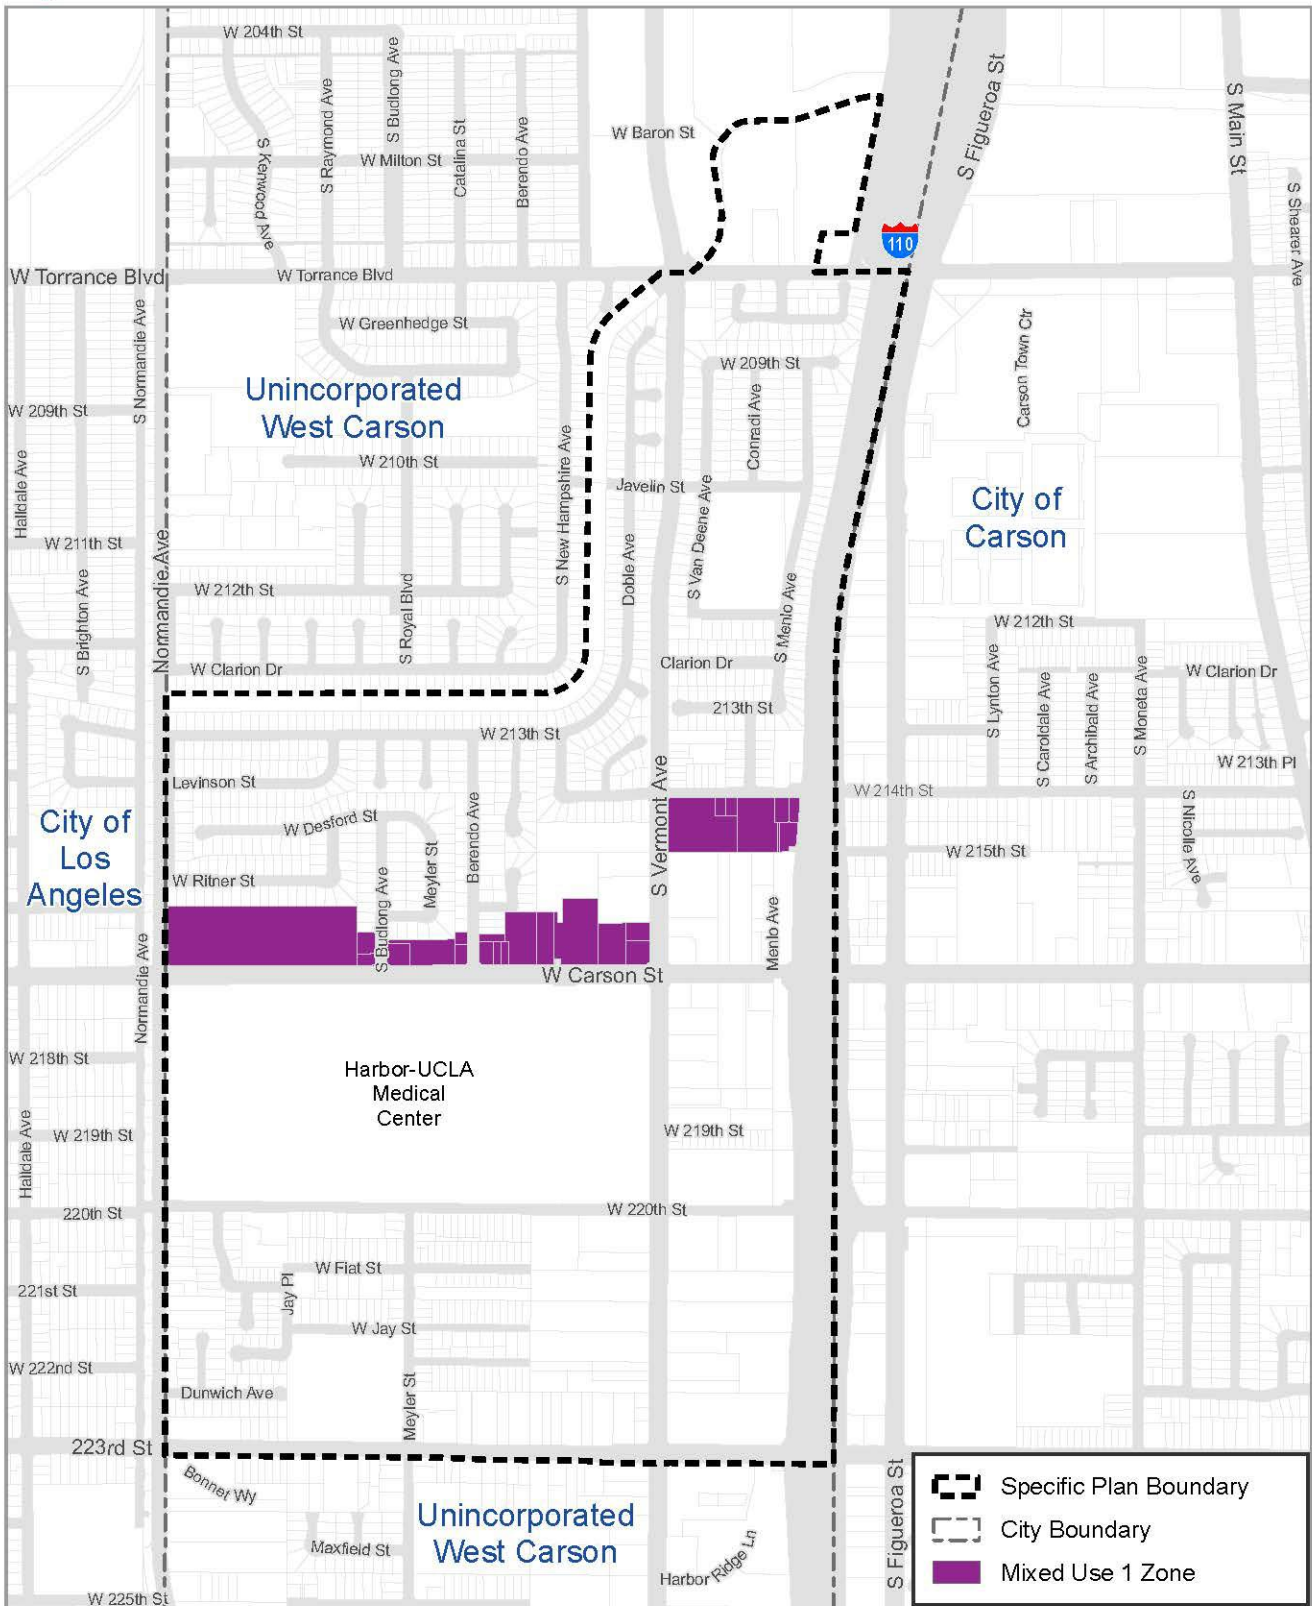 W 204th St
S Budlong Ave
S Raymond Ave
S Kenwood Ave
Catalina St
Berendo Ave
W Milton St
W Baron St
S Figueroa St
S Main St
S Shearer Ave
110
W Torrance Blvd
W Torrance Blvd
S Normandie Ave
W Greenhedge St
Unincorporated
West Carson
W 209th St
Halldale Ave
W 209th St
Conradi Ave
Carson Town Ctr
W 210th St
S New Hampshire Ave
Javelin St
City of
Carson
W 211th St
S Brighton Ave
Normandie Ave
W 212th St
S Royal Blvd
Doble Ave
S Van Deene Ave
S Menlo Ave
W 212th St
W Clarion Dr
Clarion Dr
W Clarion Dr
S Lynton Ave
S Caroldale Ave
S Archibald Ave
S Moneta Ave
213th St
W 213th St
W 213th Pl
Levinson St
W 214th St
S Nicolle Ave
City of
Los
Angeles
W Desford St
Meyler St
Berendo Ave
S Vermont Ave
W 215th St
W Ritner St
S Budlong Ave
Menlo Ave
Normandie Ave
W Carson St
W 218th St
Harbor-UCLA
Medical
Center
W 219th St
W 219th St
Halldale Ave
220th St
W 220th St
W Fiat St
221st St
Jay Pl
W Jay St
W 222nd St
Dunwich Ave
Meyler St
223rd St
Bonnet Wy
Unincorporated
West Carson
Maxfield St
Harbor Ridge Ln
S Figueroa St
W 225th St
Specific Plan Boundary
City Boundary
Mixed Use 1 Zone